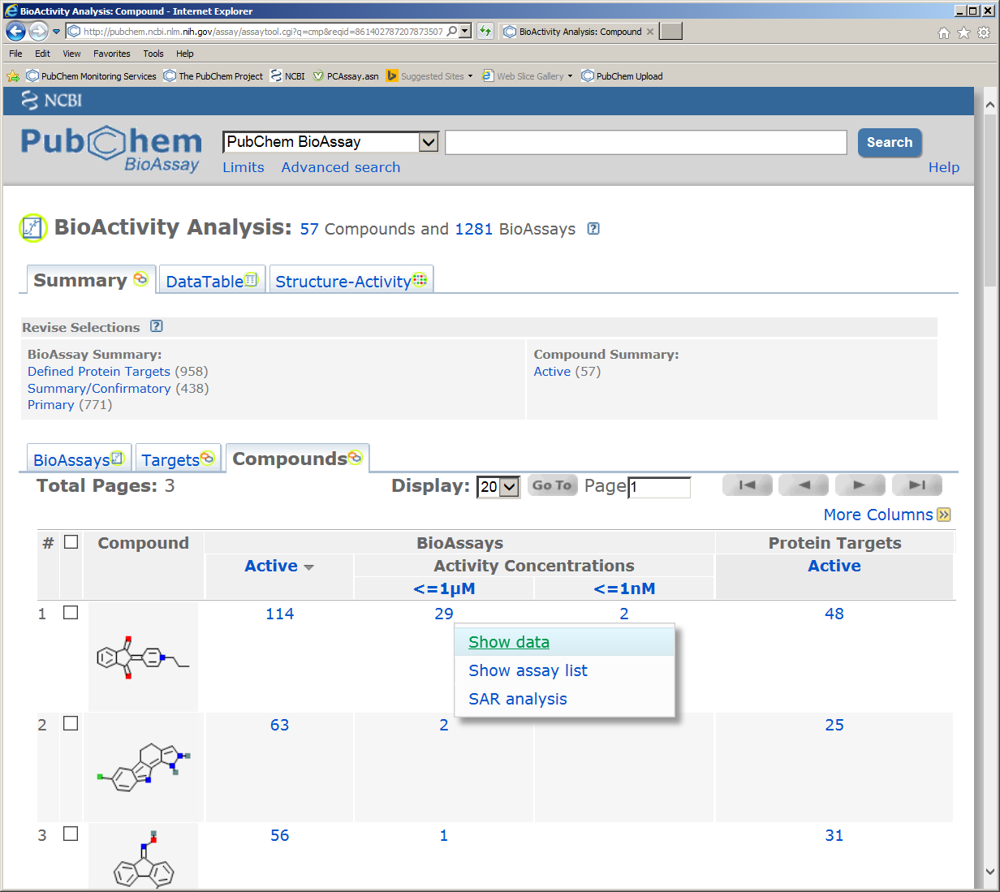 BioActivity Analysis: Compound - Internet Explorer
http://pubchem.ncbi.nlm.nih.gov/assay/assaytool.cgi?q=cmp&reqid=861402787207873507
BioActivity Analysis: Compound
File Edit View Favorites Tools Help
PubChem Monitoring Services The PubChem Project NCBI PCAssay.asn Suggested Sites Web Slice Gallery PubChem Upload
NCBI
PubChem
BioAssay
PubChem BioAssay
Search
Limits Advanced search
Help
BioActivity Analysis: 57 Compounds and 1281 BioAssays ?
Summary DataTable Structure-Activity
Revise Selections ?
BioAssay Summary:
Defined Protein Targets (958)
Summary/Confirmatory (438)
Primary (771)
Compound Summary:
Active (57)
BioAssays Targets Compounds
Total Pages: 3 Display: 20 Go To Page 1
More Columns
# Compound BioAssays Protein Targets
Active Activity Concentrations Active
<=1µM <=1nM
1 114 29 2 48
Show data
Show assay list
SAR analysis
2 63 2 25
3 56 1 31